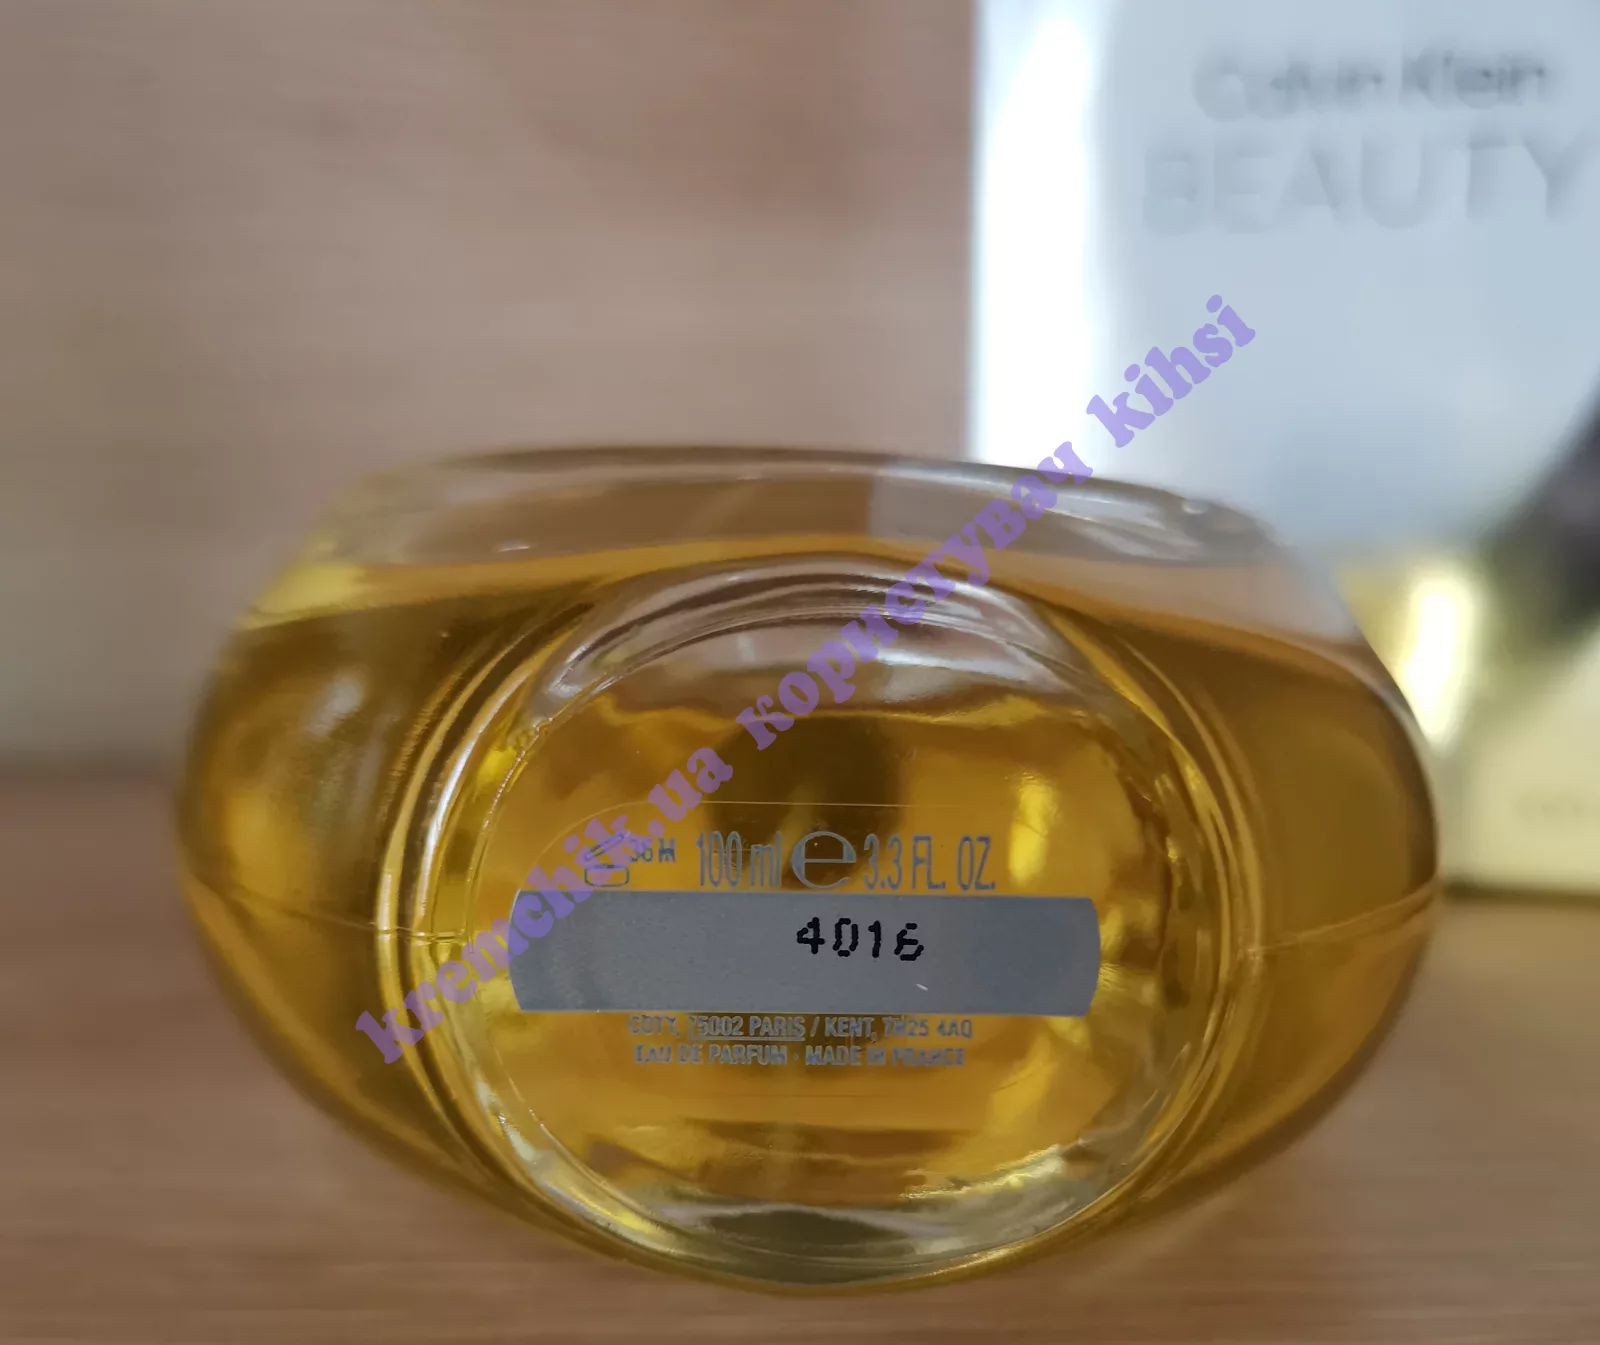 Calvin Klein
BEAUTY
kremchik.ua користувач kihsi
36 M 100 ml e 3.3 FL. OZ.
4016
COTY, 75002 PARIS / KENT, TN25 4AQ
EAU DE PARFUM · MADE IN FRANCE